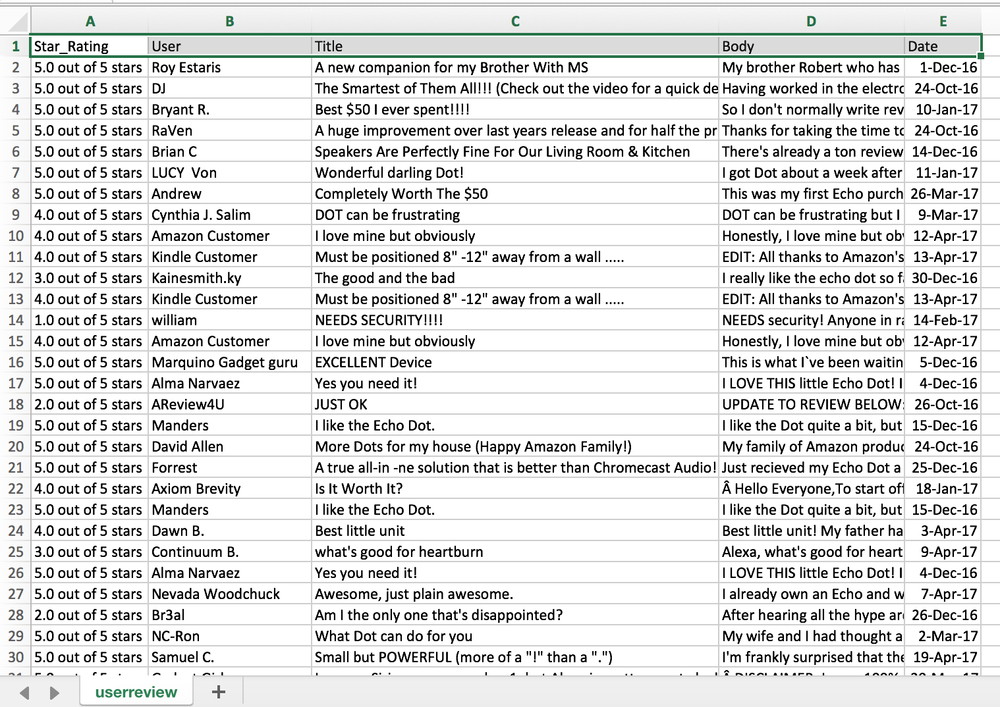 A B C D E
1 Star_Rating User Title Body Date
2 5.0 out of 5 stars Roy Estaris A new companion for my Brother With MS My brother Robert who has 1-Dec-16
3 5.0 out of 5 stars DJ The Smartest of Them All!!! (Check out the video for a quick de Having worked in the electro 24-Oct-16
4 5.0 out of 5 stars Bryant R. Best $50 I ever spent!!!! So I don't normally write rev 10-Jan-17
5 5.0 out of 5 stars RaVen A huge improvement over last years release and for half the pr Thanks for taking the time to 24-Oct-16
6 5.0 out of 5 stars Brian C Speakers Are Perfectly Fine For Our Living Room & Kitchen There's already a ton review 14-Dec-16
7 5.0 out of 5 stars LUCY Von Wonderful darling Dot! I got Dot about a week after 11-Jan-17
8 5.0 out of 5 stars Andrew Completely Worth The $50 This was my first Echo purch 26-Mar-17
9 4.0 out of 5 stars Cynthia J. Salim DOT can be frustrating DOT can be frustrating but I 9-Mar-17
10 4.0 out of 5 stars Amazon Customer I love mine but obviously Honestly, I love mine but obv 12-Apr-17
11 4.0 out of 5 stars Kindle Customer Must be positioned 8" -12" away from a wall ..... EDIT: All thanks to Amazon's 13-Apr-17
12 3.0 out of 5 stars Kainesmith.ky The good and the bad I really like the echo dot so f 30-Dec-16
13 4.0 out of 5 stars Kindle Customer Must be positioned 8" -12" away from a wall ..... EDIT: All thanks to Amazon's 13-Apr-17
14 1.0 out of 5 stars william NEEDS SECURITY!!!! NEEDS security! Anyone in ra 14-Feb-17
15 4.0 out of 5 stars Amazon Customer I love mine but obviously Honestly, I love mine but obv 12-Apr-17
16 5.0 out of 5 stars Marquino Gadget guru EXCELLENT Device This is what I`ve been waitin 5-Dec-16
17 5.0 out of 5 stars Alma Narvaez Yes you need it! I LOVE THIS little Echo Dot! I 4-Dec-16
18 2.0 out of 5 stars AReview4U JUST OK UPDATE TO REVIEW BELOW: 26-Oct-16
19 5.0 out of 5 stars Manders I like the Echo Dot. I like the Dot quite a bit, but 15-Dec-16
20 5.0 out of 5 stars David Allen More Dots for my house (Happy Amazon Family!) My family of Amazon produc 24-Oct-16
21 5.0 out of 5 stars Forrest A true all-in -ne solution that is better than Chromecast Audio! Just recieved my Echo Dot a 25-Dec-16
22 4.0 out of 5 stars Axiom Brevity Is It Worth It? Â Hello Everyone,To start off 18-Jan-17
23 5.0 out of 5 stars Manders I like the Echo Dot. I like the Dot quite a bit, but 15-Dec-16
24 4.0 out of 5 stars Dawn B. Best little unit Best little unit! My father ha 3-Apr-17
25 3.0 out of 5 stars Continuum B. what's good for heartburn Alexa, what's good for heart 9-Apr-17
26 5.0 out of 5 stars Alma Narvaez Yes you need it! I LOVE THIS little Echo Dot! I 4-Dec-16
27 5.0 out of 5 stars Nevada Woodchuck Awesome, just plain awesome. I already own an Echo and w 7-Apr-17
28 2.0 out of 5 stars Br3al Am I the only one that's disappointed? After hearing all the hype ar 26-Dec-16
29 5.0 out of 5 stars NC-Ron What Dot can do for you My wife and I had thought a 2-Mar-17
30 5.0 out of 5 stars Samuel C. Small but POWERFUL (more of a "!" than a ".") I'm frankly surprised that the 19-Apr-17
userreview +